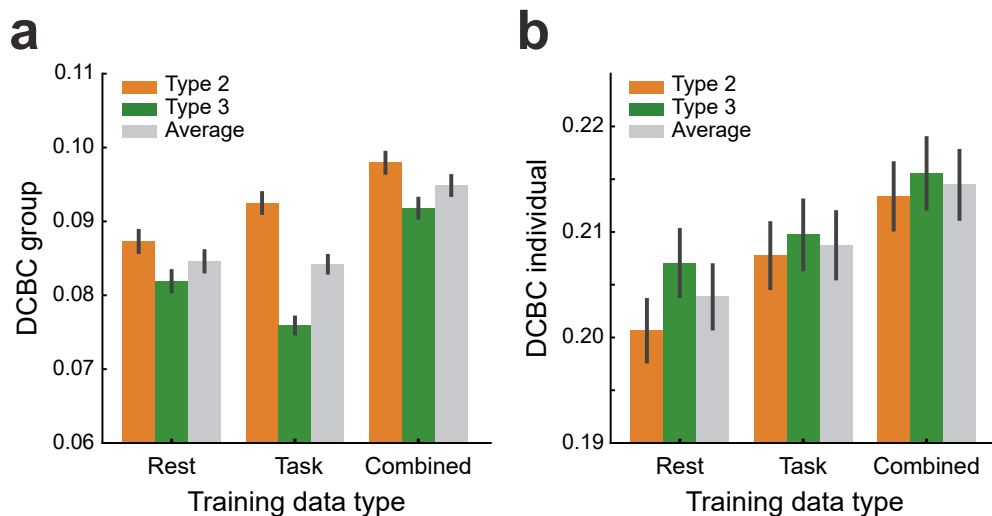 a
0.11
0.10
0.09
0.08
0.07
0.06
DCBC group
Type 2
Type 3
Average
Rest
Task
Combined
Training data type
b
0.22
0.21
0.20
0.19
DCBC individual
Type 2
Type 3
Average
Rest
Task
Combined
Training data type